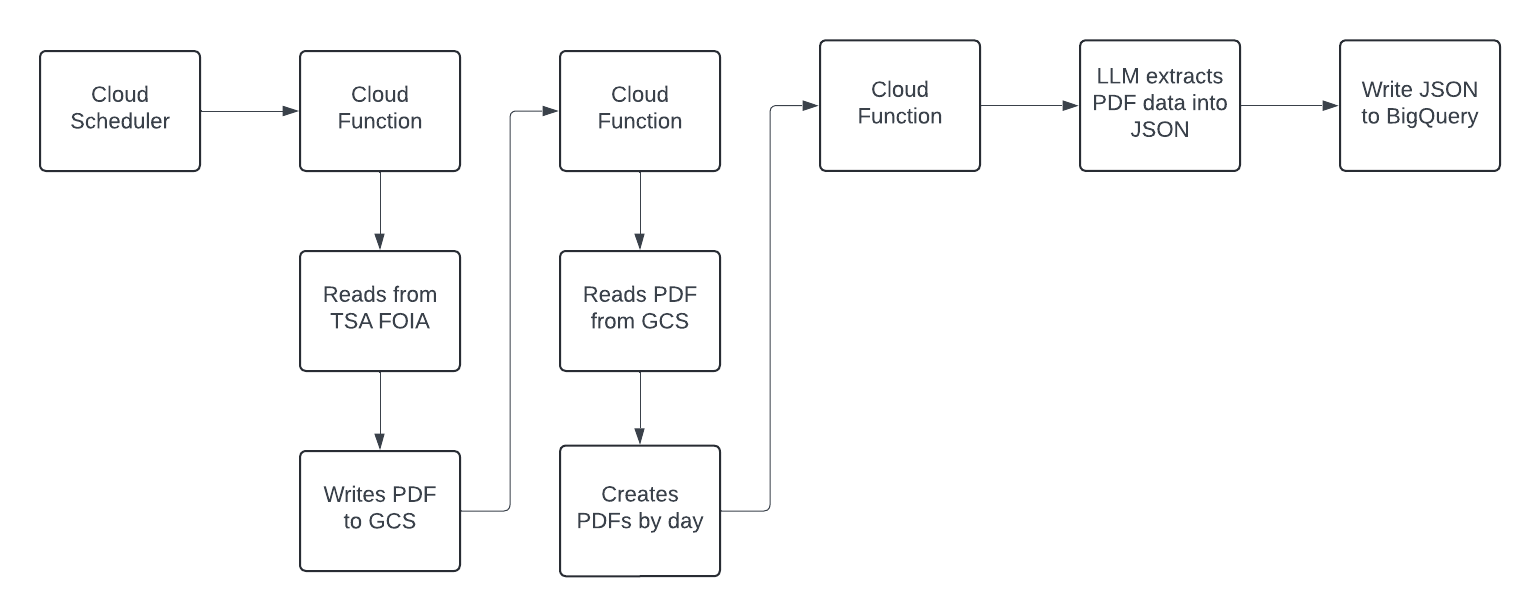 Cloud
Scheduler
Cloud
Function
Reads from
TSA FOIA
Writes PDF
to GCS
Cloud
Function
Reads PDF
from GCS
Creates
PDFs by day
Cloud
Function
LLM extracts
PDF data into
JSON
Write JSON
to BigQuery